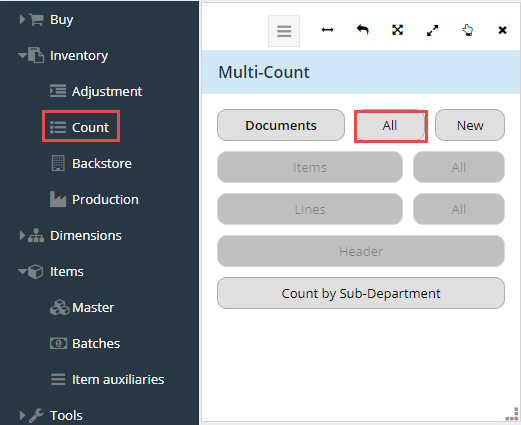 Buy
Inventory
Adjustment
Count
Backstore
Production
Dimensions
Items
Master
Batches
Item auxiliaries
Tools
Multi-Count
Documents All New
Items All
Lines All
Header
Count by Sub-Department